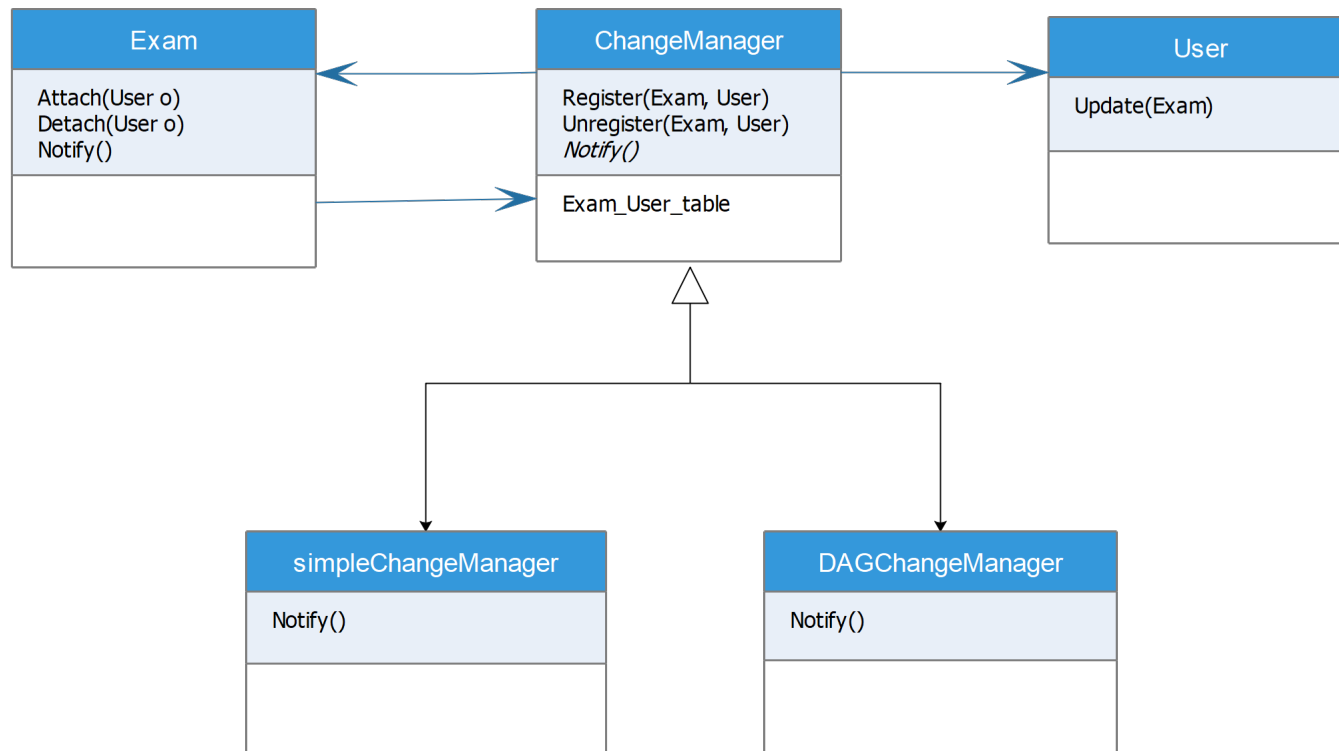 Exam
Attach(User o)
Detach(User o)
Notify()
ChangeManager
Register(Exam, User)
Unregister(Exam, User)
Notify()
Exam_User_table
User
Update(Exam)
simpleChangeManager
Notify()
DAGChangeManager
Notify()